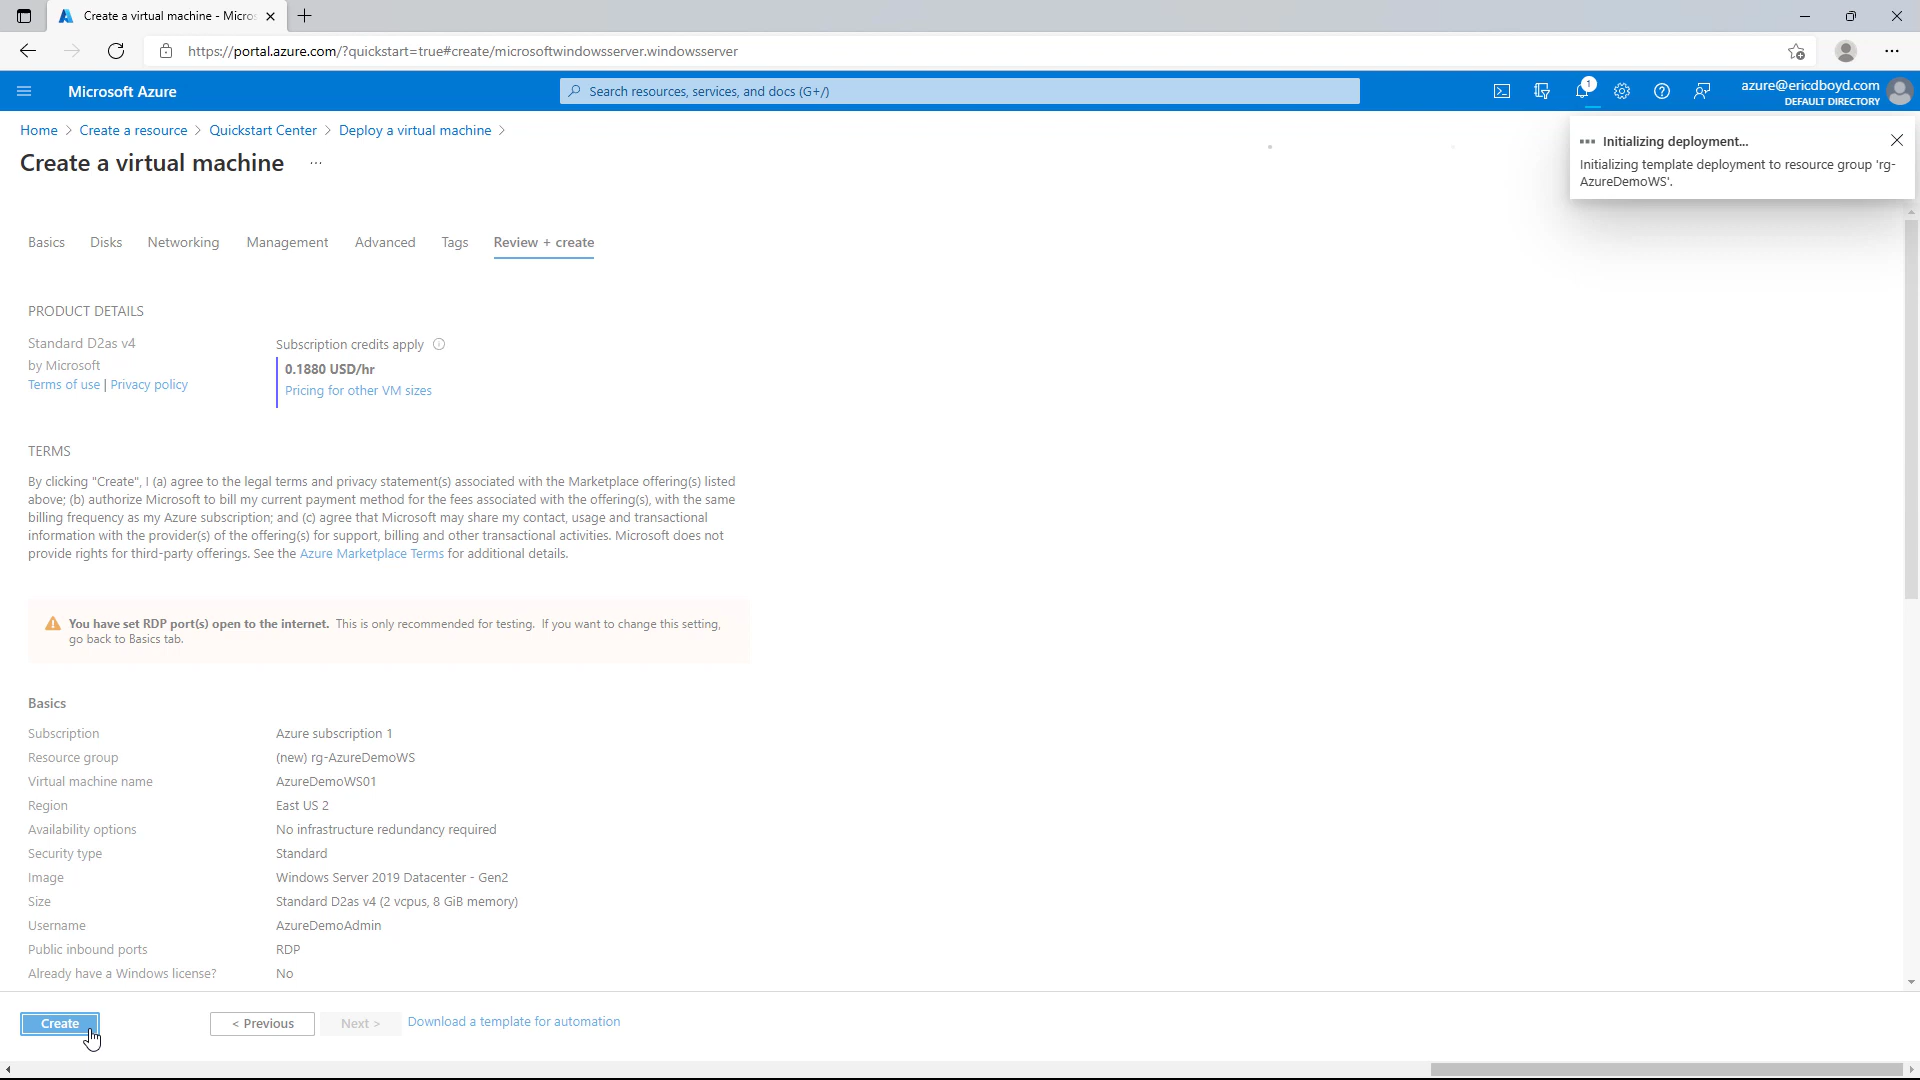 Create a virtual machine - Micros
https://portal.azure.com/?quickstart=true#create/microsoftwindowsserver.windowsserver
Microsoft Azure
Search resources, services, and docs (G+/)
1
azure@ericdboyd.com
DEFAULT DIRECTORY
Home > Create a resource > Quickstart Center > Deploy a virtual machine >
Create a virtual machine ...
Initializing deployment...
Initializing template deployment to resource group 'rg-
AzureDemoWS'.
Basics Disks Networking Management Advanced Tags Review + create
PRODUCT DETAILS
Standard D2as v4
by Microsoft
Terms of use | Privacy policy
Subscription credits apply
0.1880 USD/hr
Pricing for other VM sizes
TERMS
By clicking "Create", I (a) agree to the legal terms and privacy statement(s) associated with the Marketplace offering(s) listed
above; (b) authorize Microsoft to bill my current payment method for the fees associated with the offering(s), with the same
billing frequency as my Azure subscription; and (c) agree that Microsoft may share my contact, usage and transactional
information with the provider(s) of the offering(s) for support, billing and other transactional activities. Microsoft does not
provide rights for third-party offerings. See the Azure Marketplace Terms for additional details.
You have set RDP port(s) open to the internet. This is only recommended for testing. If you want to change this setting,
go back to Basics tab.
Basics
Subscription Azure subscription 1
Resource group (new) rg-AzureDemoWS
Virtual machine name AzureDemoWS01
Region East US 2
Availability options No infrastructure redundancy required
Security type Standard
Image Windows Server 2019 Datacenter - Gen2
Size Standard D2as v4 (2 vcpus, 8 GiB memory)
Username AzureDemoAdmin
Public inbound ports RDP
Already have a Windows license? No
Create < Previous Next > Download a template for automation